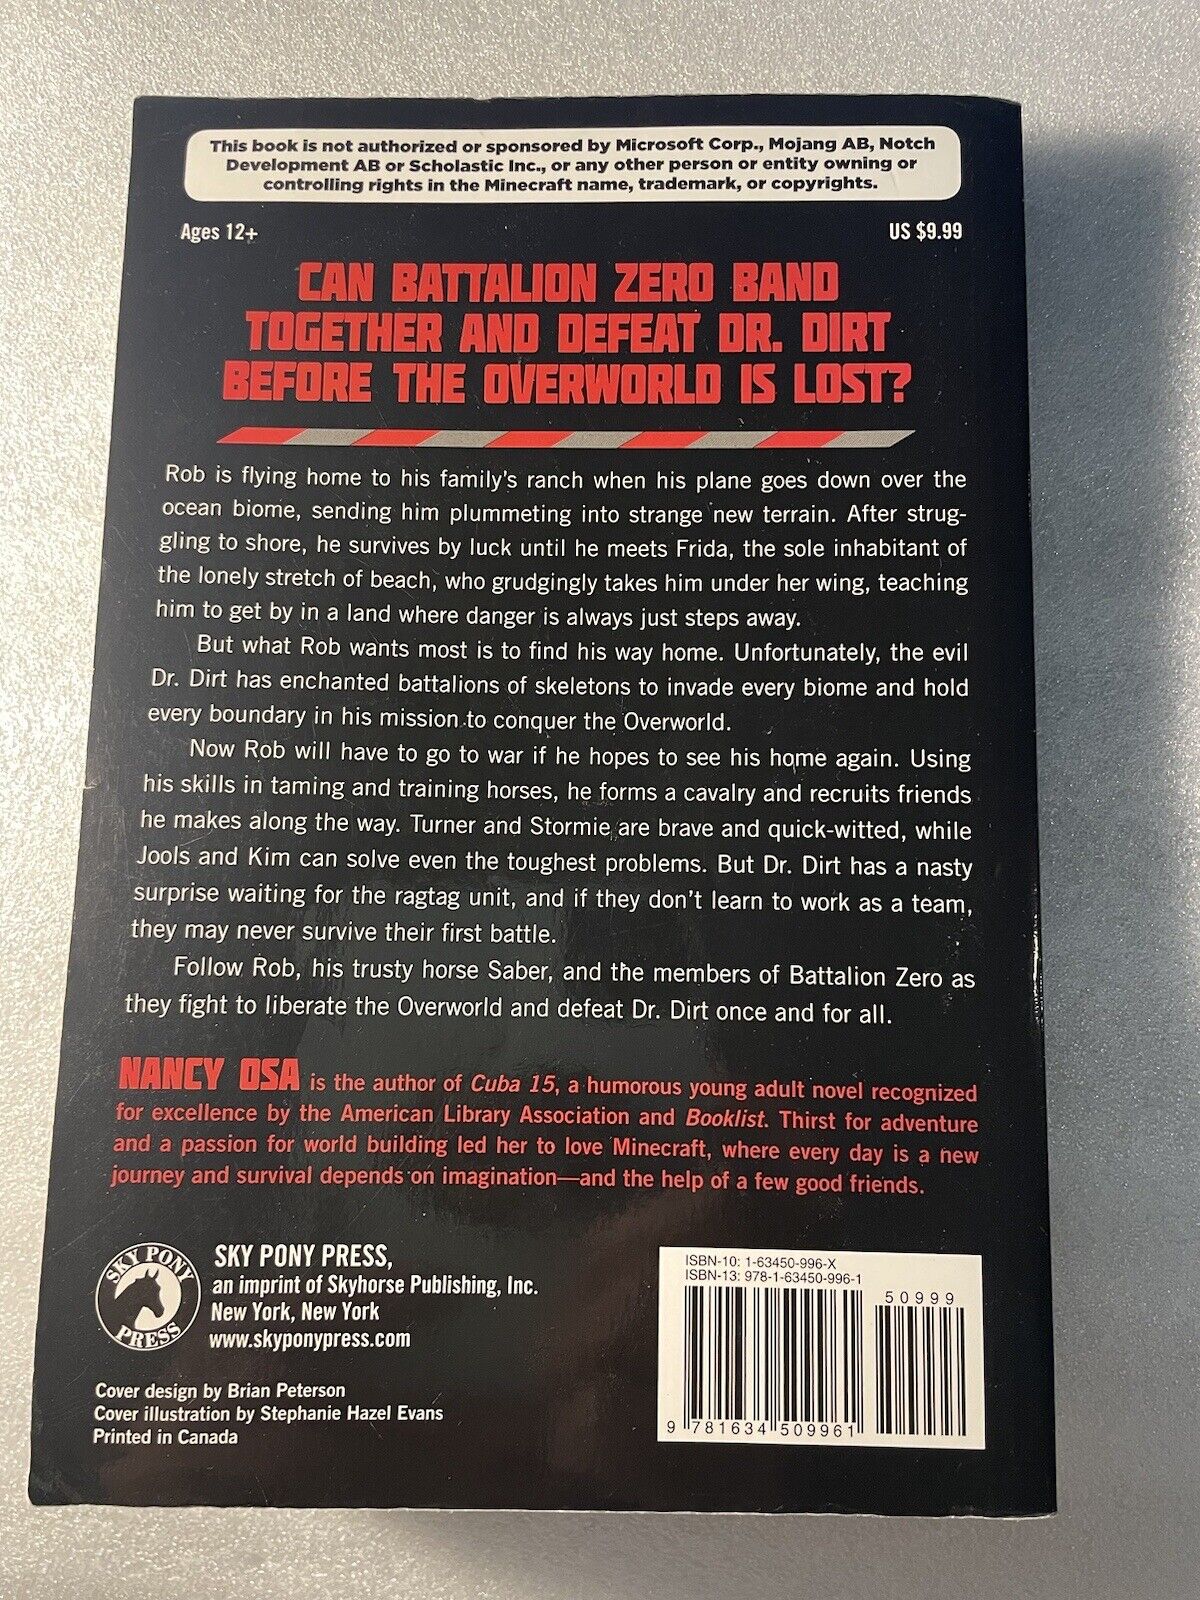 This book is not authorized or sponsored by Microsoft Corp., Mojang AB, Notch
Development AB or Scholastic Inc., or any other person or entity owning or
controlling rights in the Minecraft name, trademark, or copyrights.
Ages 12+
US $9.99
CAN BATTALION ZERO BAND
TOGETHER AND DEFEAT DR. DIRT
BEFORE THE OVERWORLD IS LOST?
Rob is flying home to his family's ranch when his plane goes down over the
ocean biome, sending him plummeting into strange new terrain. After strug-
gling to shore, he survives by luck until he meets Frida, the sole inhabitant of
the lonely stretch of beach, who grudgingly takes him under her wing, teaching
him to get by in a land where danger is always just steps away.
But what Rob wants most is to find his way home. Unfortunately, the evil
Dr. Dirt has enchanted battalions of skeletons to invade every biome and hold
every boundary in his mission to conquer the Overworld.
Now Rob will have to go to war if he hopes to see his home again. Using
his skills in taming and training horses, he forms a cavalry and recruits friends
he makes along the way. Turner and Stormie are brave and quick-witted, while
Jools and Kim can solve even the toughest problems. But Dr. Dirt has a nasty
surprise waiting for the ragtag unit, and if they don't learn to work as a team,
they may never survive their first battle.
Follow Rob, his trusty horse Saber, and the members of Battalion Zero as
they fight to liberate the Overworld and defeat Dr. Dirt once and for all.
NANCY OSA is the author of Cuba 15, a humorous young adult novel recognized
for excellence by the American Library Association and Booklist. Thirst for adventure
and a passion for world building led her to love Minecraft, where every day is a new
journey and survival depends on imagination—and the help of a few good friends.
SKY PONY
PRESS
SKY PONY PRESS,
an imprint of Skyhorse Publishing, Inc.
New York, New York
www.skyponypress.com
Cover design by Brian Peterson
Cover illustration by Stephanie Hazel Evans
Printed in Canada
ISBN-10: 1-63450-996-X
ISBN-13: 978-1-63450-996-1
50999
9 781634 509961